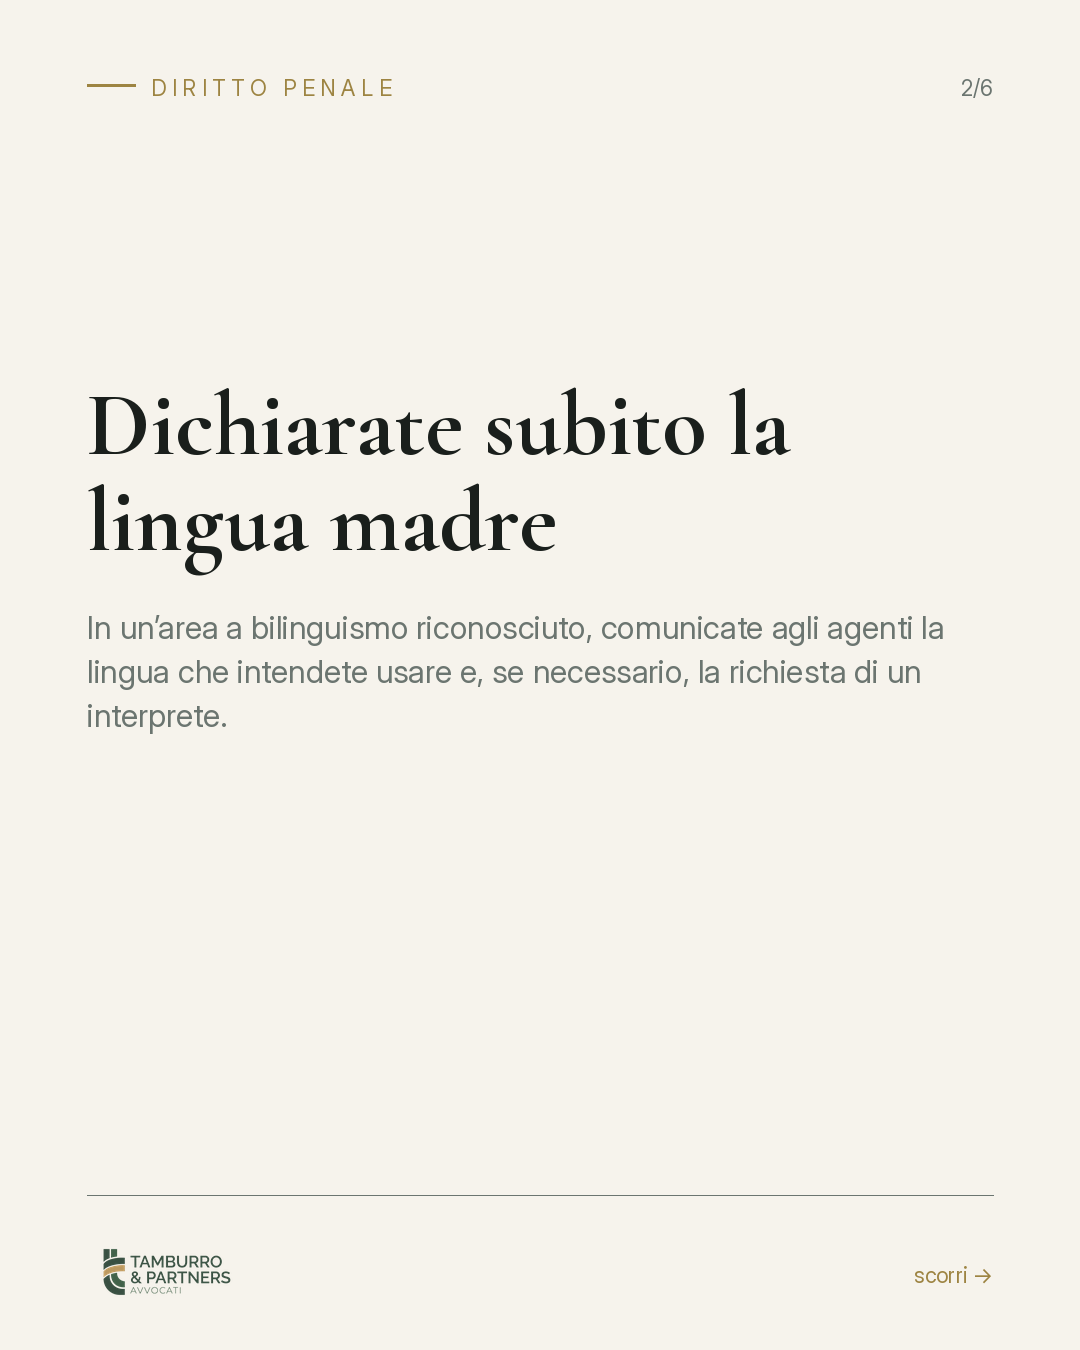 DIRITTO PENALE
2/6
Dichiarate subito la
lingua madre
In un’area a bilinguismo riconosciuto, comunicate agli agenti la
lingua che intendete usare e, se necessario, la richiesta di un
interprete.
TAMBURRO
& PARTNERS
AVVOCATI
scorri →